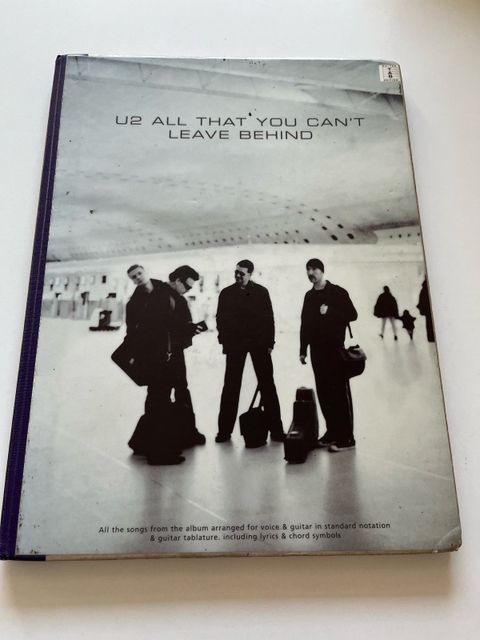 TAB
U2 ALL THAT YOU CAN'T
LEAVE BEHIND
All the songs from the album arranged for voice & guitar in standard notation
& guitar tablature, including lyrics & chord symbols